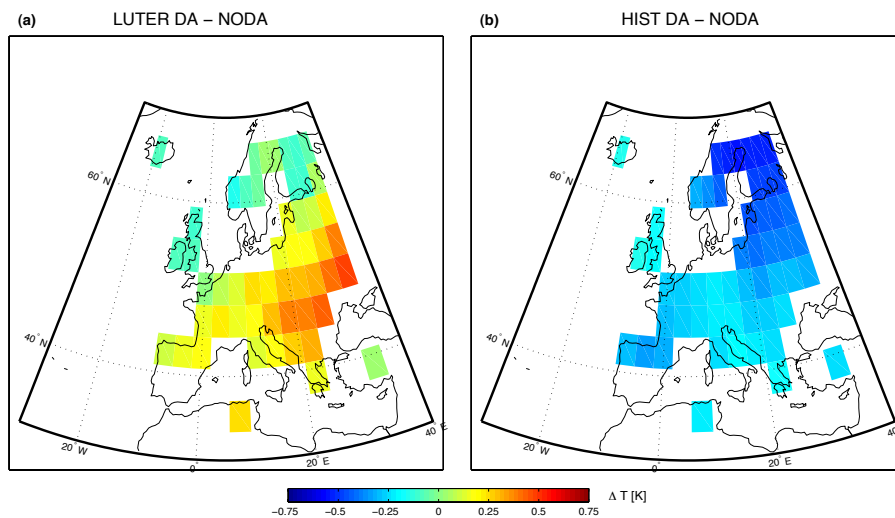 (a) LUTER DA − NODA
(b) HIST DA − NODA
60° N
40° N
20° W
0°
20° E
40° E
60° N
40° N
20° W
0°
20° E
40° E
−0.75 −0.5 −0.25 0 0.25 0.5 0.75
Δ T [K]